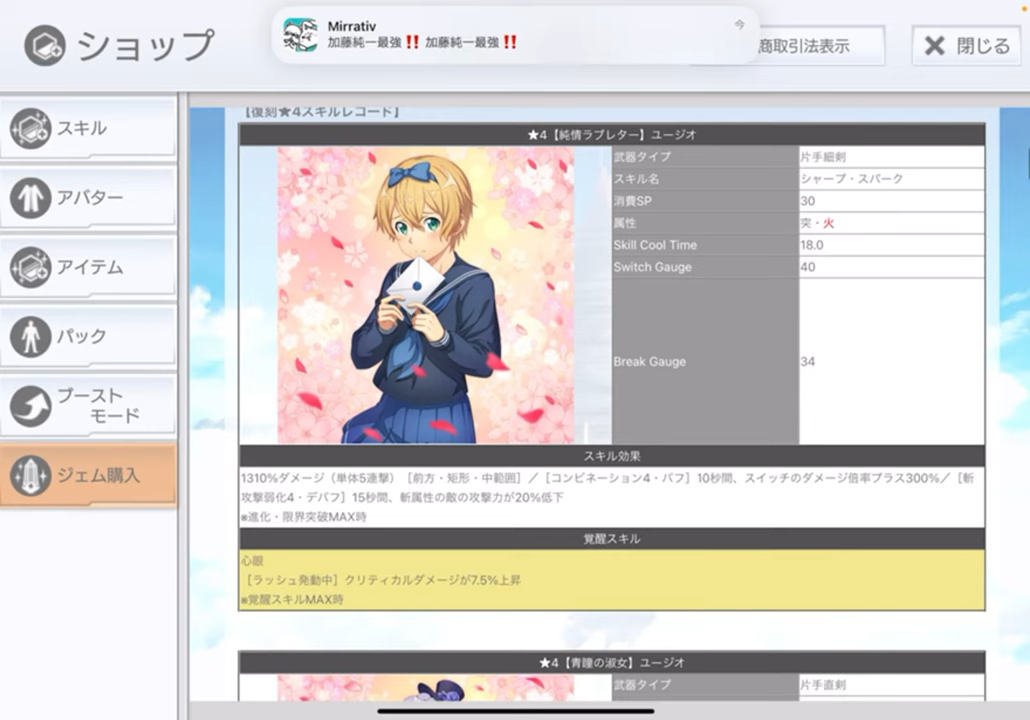 ショップ
Mirrativ
今
加藤純一最強‼️ 加藤純一最強‼️
商取引法表示
閉じる
スキル
アバター
アイテム
パック
ブースト
モード
ジェム購入
【復刻★4スキルレコード】
★4【純情ラブレター】ユージオ
武器タイプ
片手細剣
スキル名
シャープ・スパーク
消費SP
30
属性
突・火
Skill Cool Time
18.0
Switch Gauge
40
Break Gauge
34
スキル効果
1310%ダメージ（単体5連撃）［前方・矩形・中範囲］／［コンビネーション4・バフ］10秒間、スイッチのダメージ倍率プラス300%／［斬
攻撃弱化4・デバフ］15秒間、斬属性の敵の攻撃力が20%低下
※進化・限界突破MAX時
覚醒スキル
心眼
［ラッシュ発動中］クリティカルダメージが7.5%上昇
※覚醒スキルMAX時
★4【青瞳の淑女】ユージオ
武器タイプ
片手直剣